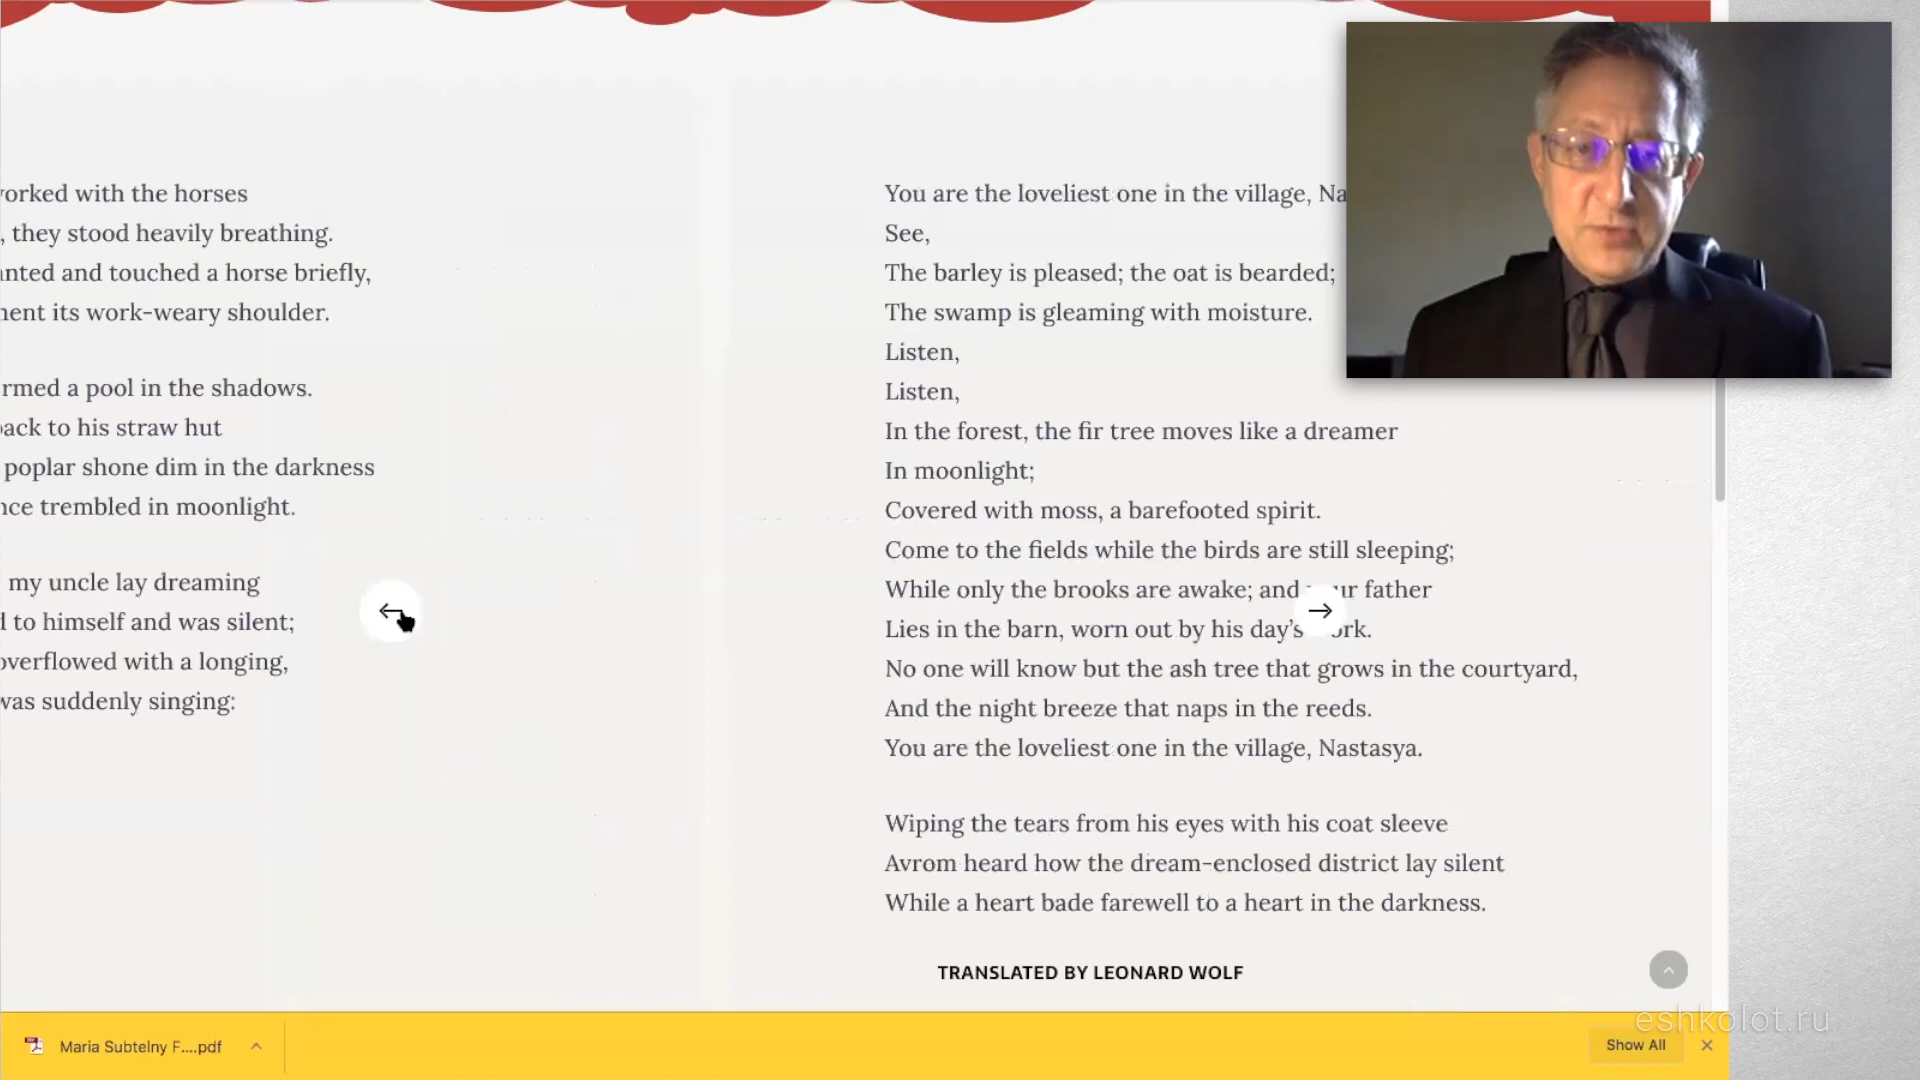 with the horses
, they stood heavily breathing.
and touched a horse briefly,
its work-weary shoulder.
a pool in the shadows.
to his straw hut
poplar shone dim in the darkness
trembled in moonlight.
my uncle lay dreaming
to himself and was silent;
overflowed with a longing,
was suddenly singing:
You are the loveliest one in the village,
See,
The barley is pleased; the oat is bearded;
The swamp is gleaming with moisture.
Listen,
Listen,
In the forest, the fir tree moves like a dreamer
In moonlight;
Covered with moss, a barefooted spirit.
Come to the fields while the birds are still sleeping;
While only the brooks are awake; and father
Lies in the barn, worn out by his day's
No one will know but the ash tree that grows in the courtyard,
And the night breeze that naps in the reeds.
You are the loveliest one in the village, Nastasya.
Wiping the tears from his eyes with his coat sleeve
Avrom heard how the dream-enclosed district lay silent
While a heart bade farewell to a heart in the darkness.
TRANSLATED BY LEONARD WOLF
eshkolot.ru
Maria Subtelny F....pdf
Show All